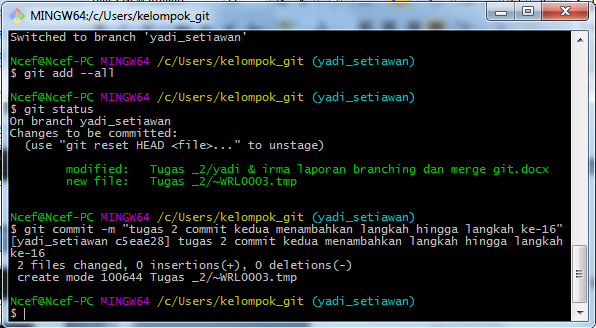 MINGW64:/c/Users/kelompok_git
Switched to branch 'yadi_setiawan'
Ncef@Ncef-PC MINGW64 /c/Users/kelompok_git (yadi_setiawan)
$ git add --all
Ncef@Ncef-PC MINGW64 /c/Users/kelompok_git (yadi_setiawan)
$ git status
On branch yadi_setiawan
Changes to be committed:
  (use "git reset HEAD <file>..." to unstage)
        modified:   Tugas _2/yadi & irma laporan branching dan merge git.docx
        new file:   Tugas _2/~WRL0003.tmp
Ncef@Ncef-PC MINGW64 /c/Users/kelompok_git (yadi_setiawan)
$ git commit -m "tugas 2 commit kedua menambahkan langkah hingga langkah ke-16"
[yadi_setiawan c5eae28] tugas 2 commit kedua menambahkan langkah hingga langkah
ke-16
 2 files changed, 0 insertions(+), 0 deletions(-)
 create mode 100644 Tugas _2/~WRL0003.tmp
Ncef@Ncef-PC MINGW64 /c/Users/kelompok_git (yadi_setiawan)
$